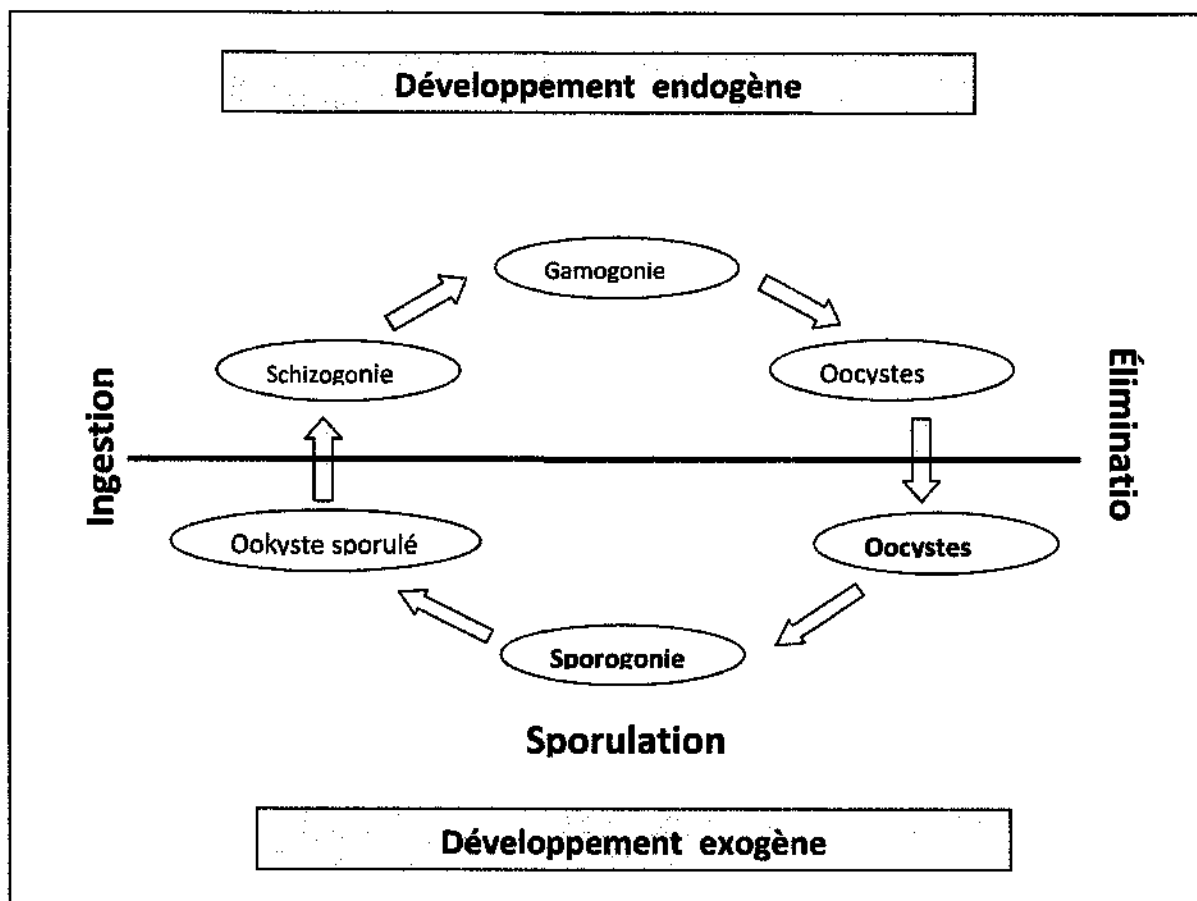 Développement endogène
Gamogonie
Schizogonie
Oocystes
Ingestion
Éliminatio
Ookyste sporulé
Oocystes
Sporogonie
Sporulation
Développement exogène